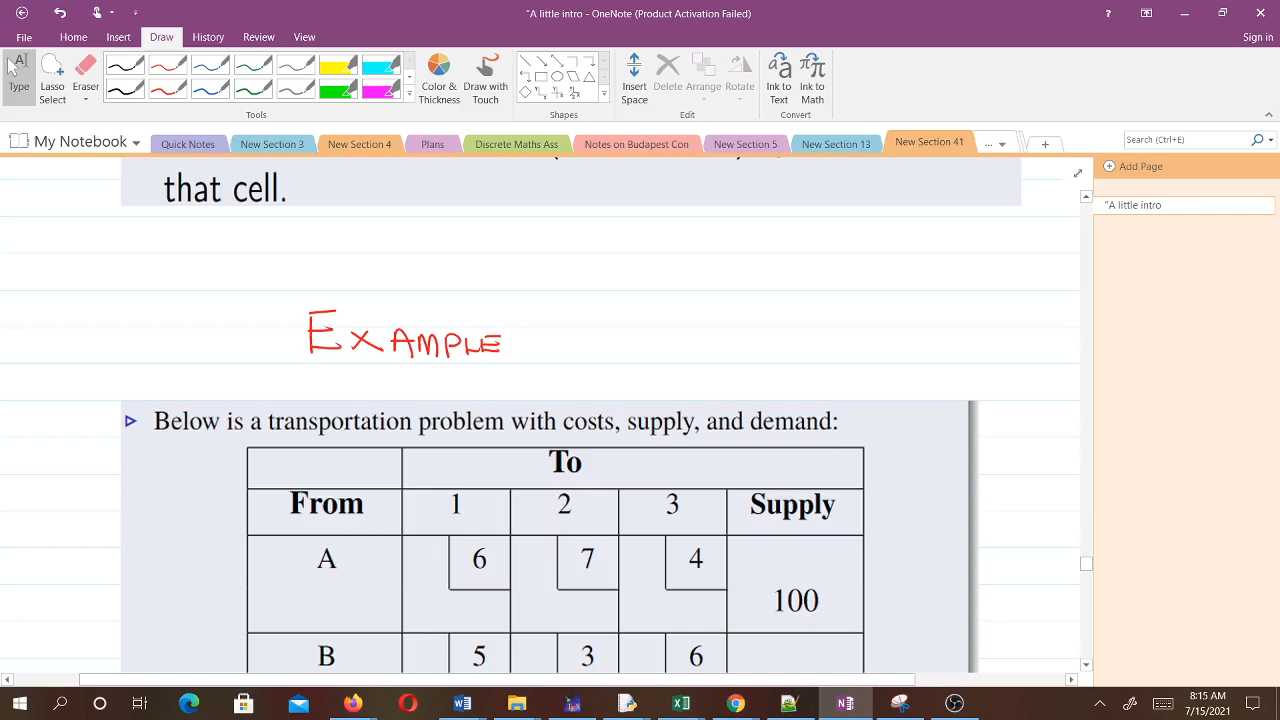 "A little intro - OneNote (Product Activation Failed)
Sign in
File Home Insert Draw History Review View
Type
Lasso Select
Eraser
Color & Thickness
Draw with Touch
Insert Space
Delete
Arrange
Rotate
Ink to Text
Ink to Math
Tools
Shapes
Edit
Convert
My Notebook
Quick Notes
New Section 3
New Section 4
Plans
Discrete Maths Ass
Notes on Budapest Con
New Section 5
New Section 13
New Section 41
...
Search (Ctrl+E)
Add Page
"A little intro
that cell.
EXAMPLE
Below is a transportation problem with costs, supply, and demand:
To
From 1 2 3 Supply
A 6 7 4
100
B 5 3 6
8:15 AM
7/15/2021